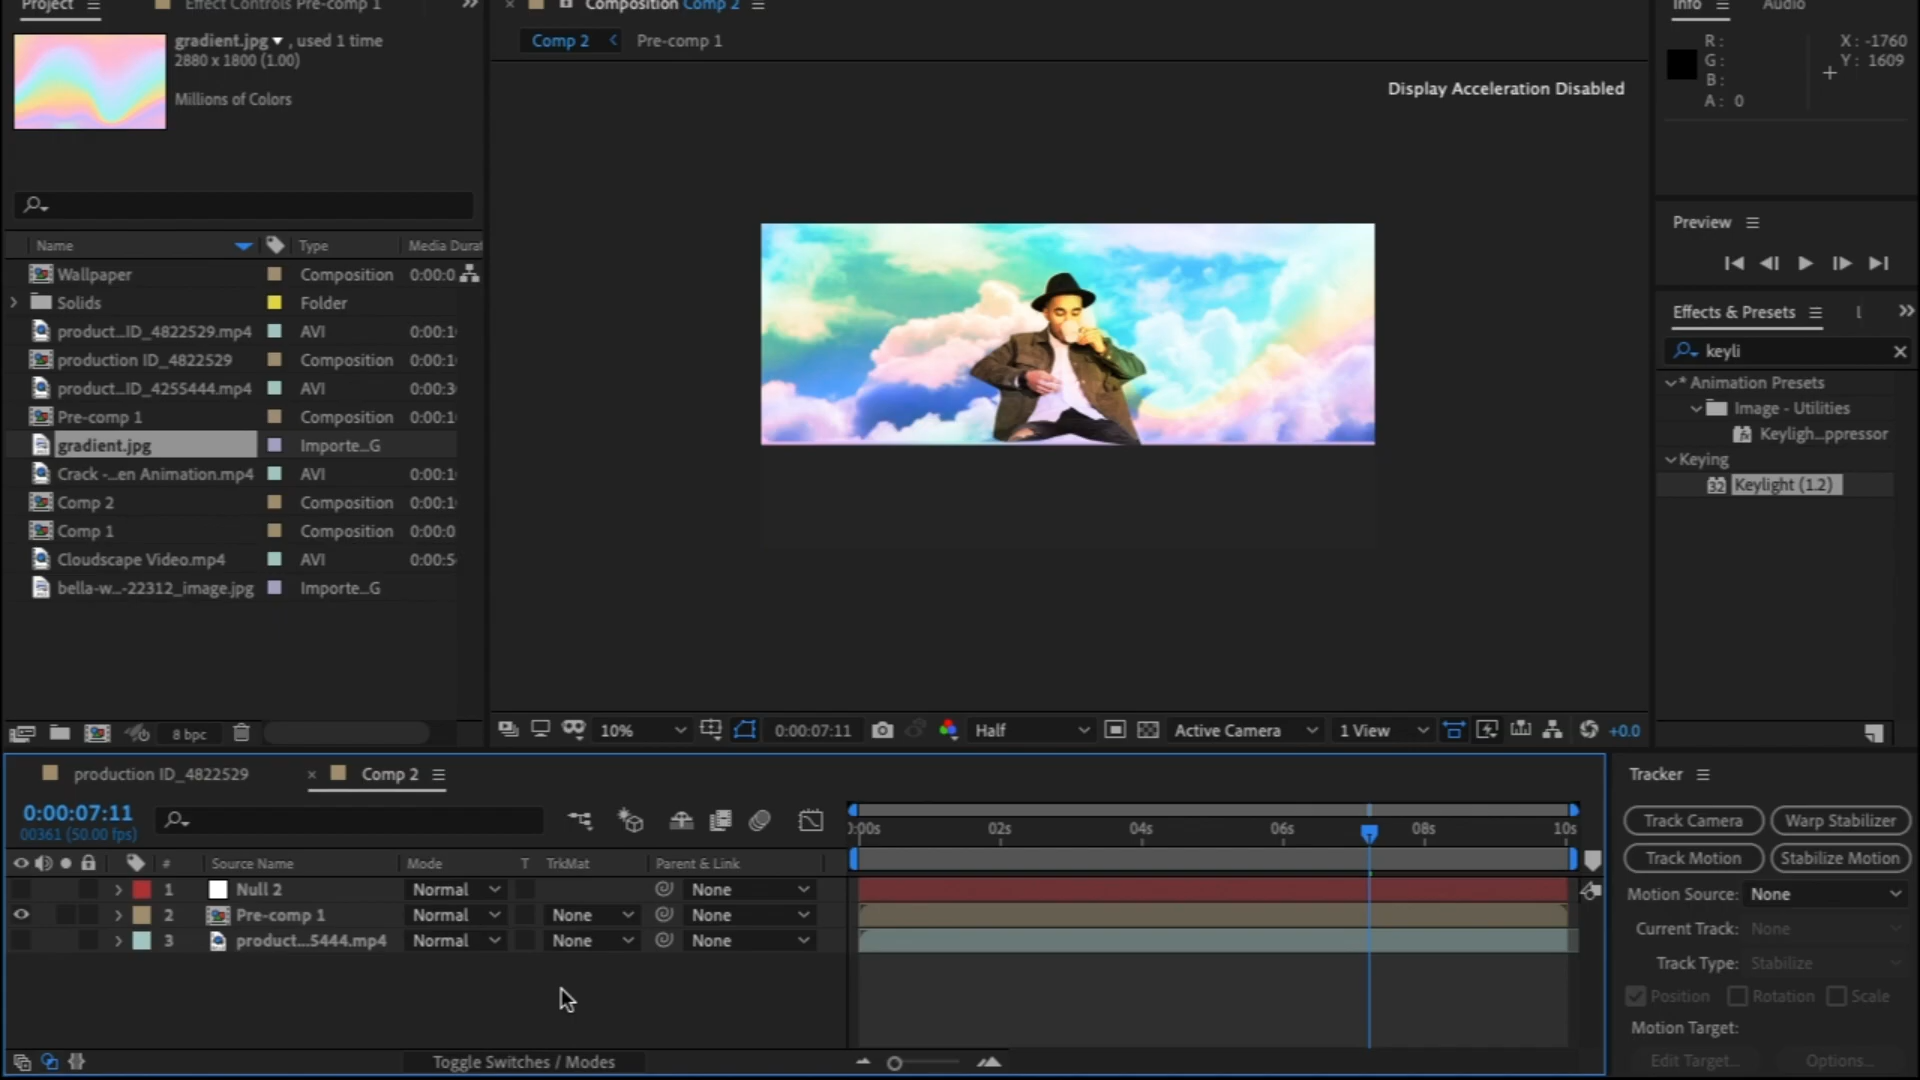 Project
Effect Controls Pre-comp 1
gradient.jpg , used 1 time
2880 x 1800 (1.00)
Millions of Colors
Name Type Media Durat
Wallpaper Composition 0:00:0
Solids Folder
product...ID_4822529.mp4 AVI 0:00:1
production ID_4822529 Composition 0:00:1
product...ID_4255444.mp4 AVI 0:00:3
Pre-comp 1 Composition 0:00:1
gradient.jpg Importe...G
Crack -...en Animation.mp4 AVI 0:00:1
Comp 2 Composition 0:00:1
Comp 1 Composition 0:00:0
Cloudscape Video.mp4 AVI 0:00:5
bella-w...-22312_image.jpg Importe...G
8 bpc
Composition Comp 2
Comp 2 Pre-comp 1
Display Acceleration Disabled
10% 0:00:07:11 Half Active Camera 1 View +0.0
Info Audio
R: X: -1760
G: Y: 1609
B:
A: 0
Preview
Effects & Presets
keyli
* Animation Presets
Image - Utilities
Keyligh...ppressor
Keying
32 Keylight (1.2)
production ID_4822529 Comp 2
0:00:07:11
00361 (50.00 fps)
:00s 02s 04s 06s 08s 10s
# Source Name Mode T TrkMat Parent & Link
1 Null 2 Normal None
2 Pre-comp 1 Normal None None
3 product...5444.mp4 Normal None None
Toggle Switches / Modes
Tracker
Track Camera Warp Stabilizer
Track Motion Stabilize Motion
Motion Source: None
Current Track: None
Track Type: Stabilize
Position Rotation Scale
Motion Target:
Edit Target... Options...